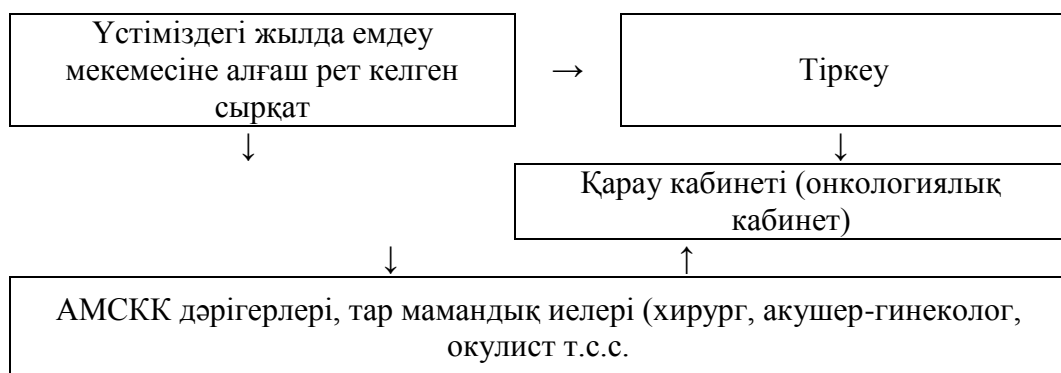 Үстіміздегі жылда емдеу
мекемесіне алғаш рет келген
сырқат
→
Тіркеу
↓
↓
Қарау кабинеті (онкологиялық
кабинет)
↓
↑
АМСКК дәрігерлері, тар мамандық иелері (хирург, акушер-гинеколог,
окулист т.с.с.